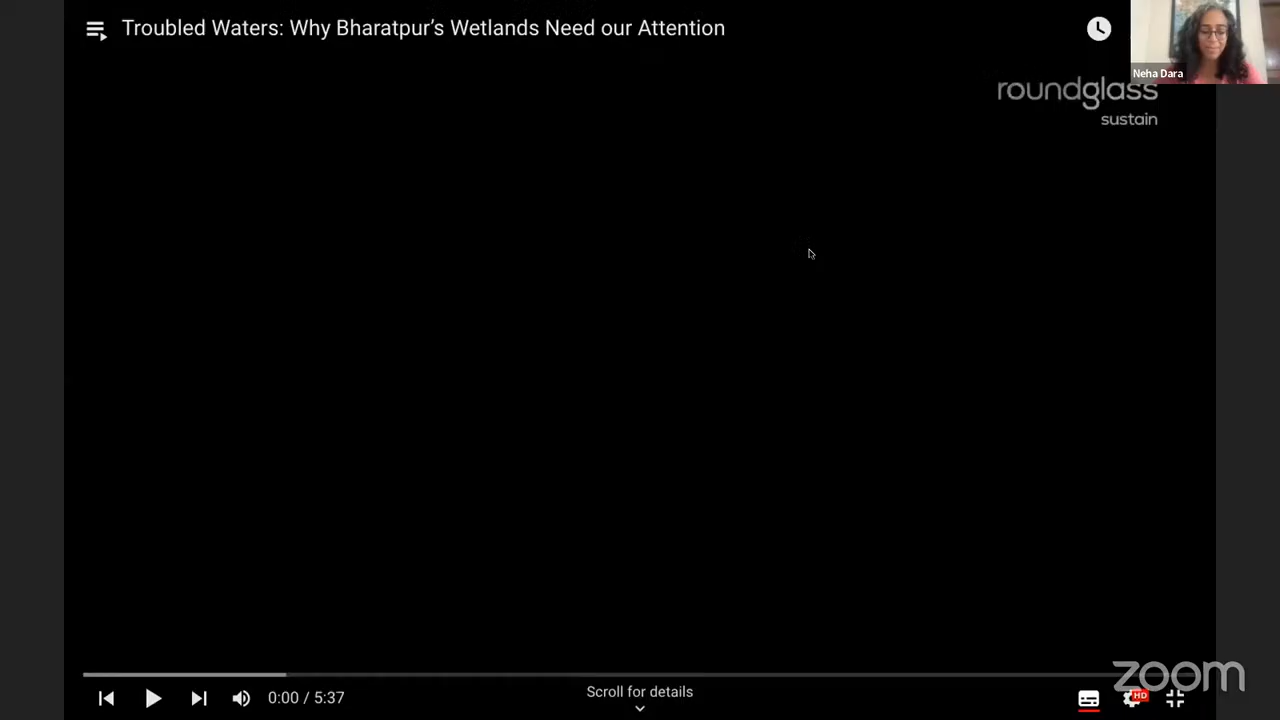 Troubled Waters: Why Bharatpur’s Wetlands Need our Attention
Neha Dara
roundglass
sustain
0:00 / 5:37
Scroll for details
HD
zoom